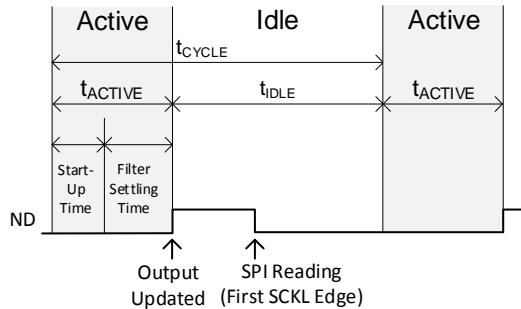 Active Idle Active
tCYCLE
tACTIVE tIDLE tACTIVE
Start-
Up
Time
Filter
Settling
Time
ND
Output
Updated
SPI Reading
(First SCKL Edge)